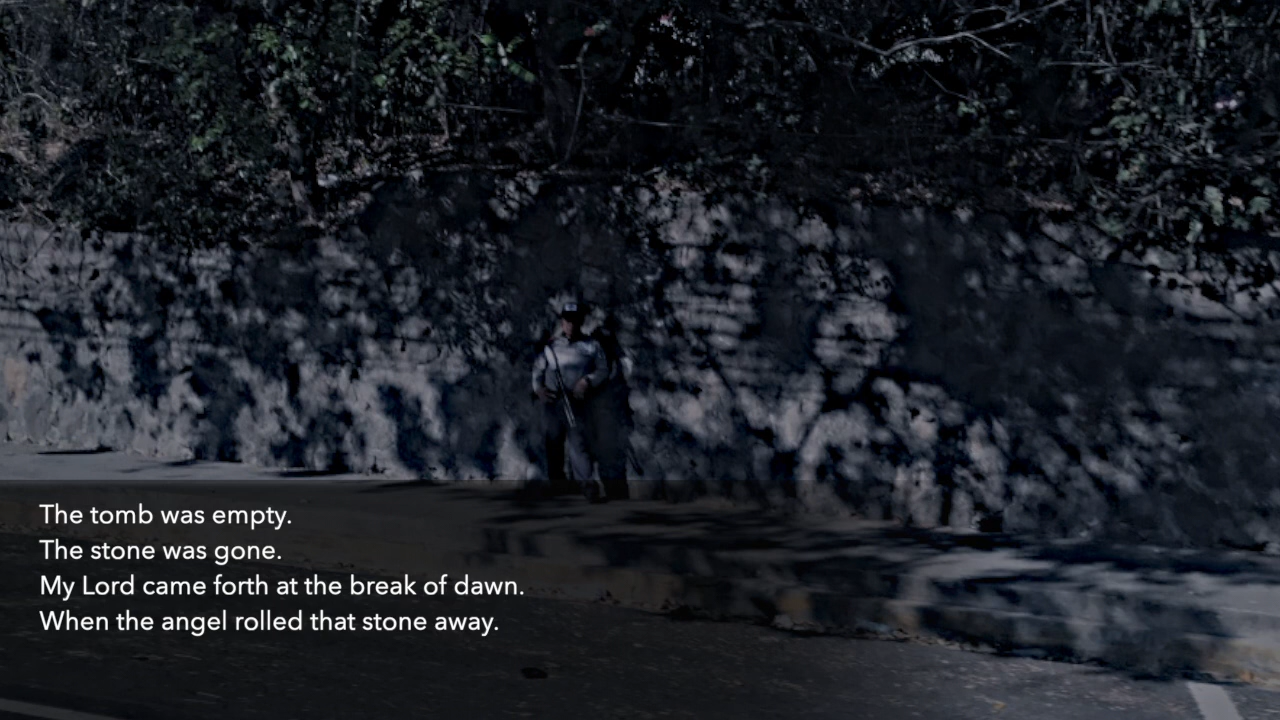 The tomb was empty.
The stone was gone.
My Lord came forth at the break of dawn.
When the angel rolled that stone away.